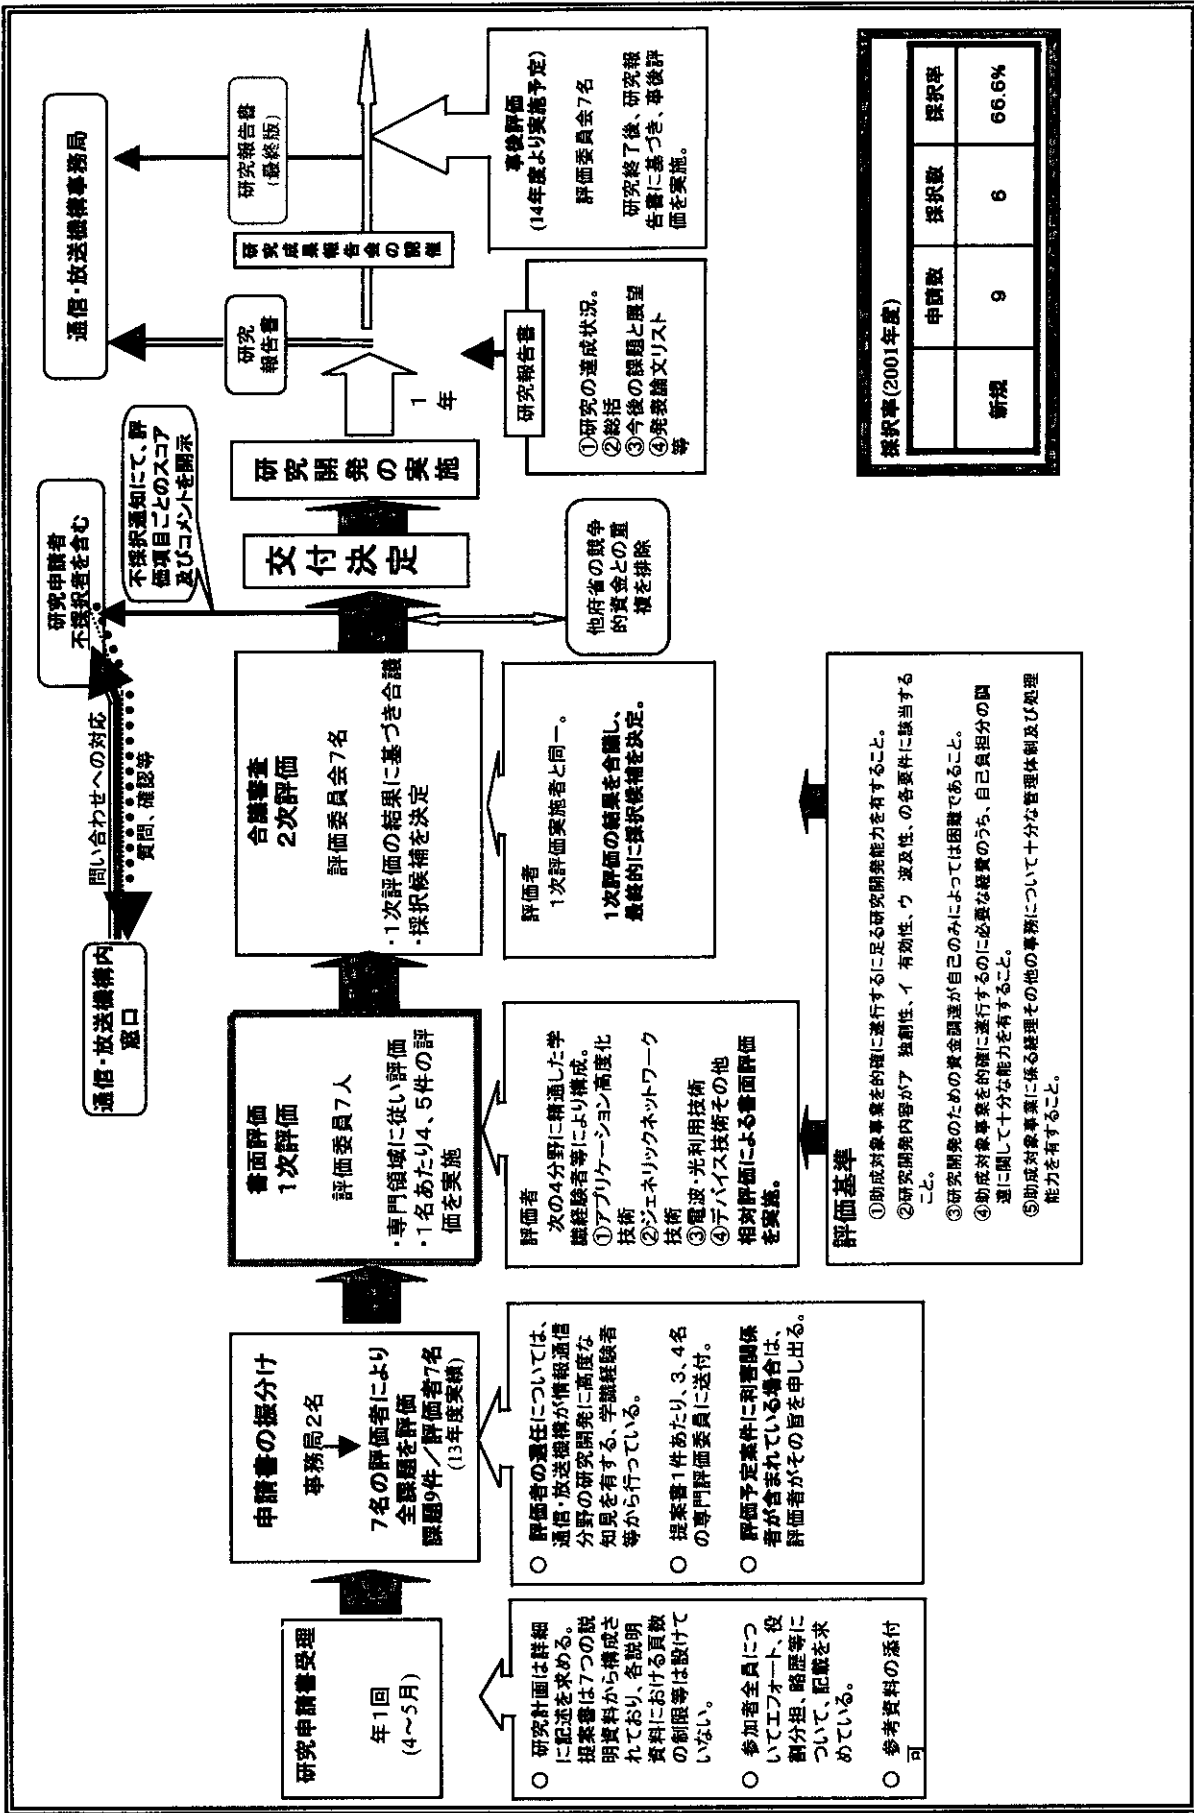 通信・放送機構内
窓口
問い合わせへの対応
質問、確認等
研究申請者
不採択者を含む
不採択通知にて、評
価項目ごとのスコア
及びコメントを開示
通信・放送機構事務局
研究
報告書
研究報告書
(最終版)
研究申請書受理
年1回
(4~5月)
○ 研究計画は詳細
に記述を求める。
提案書は7つの説
明資料から構成さ
れており、各説明
資料における頁数
の制限等は設けて
いない。
○ 参加者全員につ
いてエフォート、役
割分担、略歴等に
ついて、記載を求
めている。
○ 参考資料の添付
可
申請書の振分け
事務局2名
7名の評価者により
全課題を評価
課題9件/評価者7名
(13年度実績)
○ 評価者の選任については、
通信・放送機構が情報通信
分野の研究開発に高度な
知見を有する、学識経験者
等から行っている。
○ 提案書1件あたり、3、4名
の専門評価委員に送付。
○ 評価予定案件に利害関係
者が含まれている場合は、
評価者がその旨を申し出る。
書面評価
1次評価
評価委員7人
・専門領域に従い評価
・1名あたり4、5件の評
価を実施
評価者
次の4分野に精通した学
識経験者等により構成。
①アプリケーション高度化
技術
②ジェネリックネットワーク
技術
③電波・光利用技術
④デバイス技術その他
相対評価による書面評価
を実施。
合議審査
2次評価
評価委員会7名
・1次評価の結果に基づき合議
・採択候補を決定
評価者
1次評価実施者と同一。
1次評価の結果を合議し、
最終的に採択候補を決定。
評価基準
①助成対象事業を的確に遂行するに足る研究開発能力を有すること。
②研究開発内容がア 独創性、イ 有効性、ウ 波及性、の各要件に該当する
こと。
③研究開発のための資金調達が自己のみによっては困難であること。
④助成対象事業を的確に遂行するのに必要な経費のうち、自己負担分の調
達に関して十分な能力を有すること。
⑤助成対象事業に係る経理その他の事務について十分な管理体制及び処理
能力を有すること。
交付決定
他府省の競争
的資金との重
複を排除
研究開発の実施
1
年
研究報告書
①研究の達成状況。
②総括
③今後の課題と展望
④発表論文リスト
等
研究成果報告会の開催
事後評価
(14年度より実施予定)
評価委員会7名
研究終了後、研究報
告書に基づき、事後評
価を実施。
採択率(2001年度)
申請数 採択数 採択率
新規 9 6 66.6%